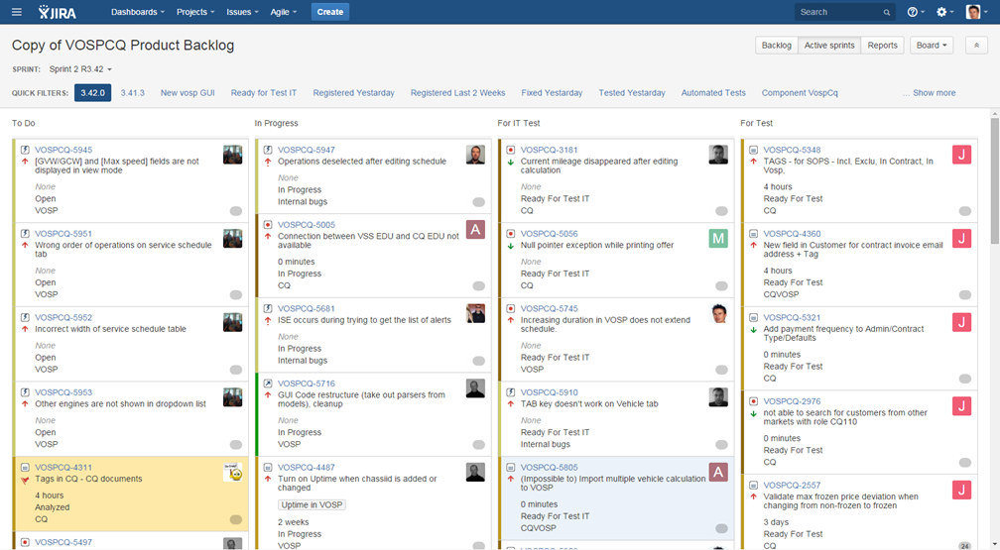 JIRA
Dashboards
Projects
Issues
Agile
Create
Search
Copy of VOSPCQ Product Backlog
Backlog
Active sprints
Reports
Board
SPRINT: Sprint 2 R3.42
QUICK FILTERS: 3.42.0 3.41.3 New vosp GUI Ready for Test IT Registered Yestarday Registered Last 2 Weeks Fixed Yestarday Tested Yestarday Automated Tests Component VospCq ... Show more
To Do
VOSPCQ-5945
[GVW/GCW] and [Max speed] fields are not
displayed in view mode
None
Open
VOSP
VOSPCQ-5951
Wrong order of operations on service schedule
tab
None
Open
VOSP
VOSPCQ-5952
Incorrect width of service schedule table
None
Open
VOSP
VOSPCQ-5953
Other engines are not shown in dropdown list
None
Open
VOSP
VOSPCQ-4311
Tags in CQ - CQ documents
4 hours
Analyzed
CQ
VOSPCQ-5497
In Progress
VOSPCQ-5947
Operations deselected after editing schedule
None
In Progress
Internal bugs
VOSPCQ-5005
Connection between VSS EDU and CQ EDU not
available
A
0 minutes
In Progress
CQ
VOSPCQ-5681
ISE occurs during trying to get the list of alerts
None
In Progress
Internal bugs
VOSPCQ-5716
GUI Code restructure (take out parsers from
models), cleanup
None
In Progress
VOSP
VOSPCQ-4487
Turn on Uptime when chassiid is added or
changed
Uptime in VOSP
2 weeks
In Progress
VOSP
For IT Test
VOSPCQ-3181
Current mileage disappeared after editing
calculation
None
Ready For Test IT
CQ
VOSPCQ-5056
Null pointer exception while printing offer
M
None
Ready For Test IT
CQ
VOSPCQ-5745
Increasing duration in VOSP does not extend
schedule.
None
Ready For Test IT
VOSP
VOSPCQ-5910
TAB key doesn't work on Vehicle tab
None
Ready For Test IT
Internal bugs
VOSPCQ-5805
(Impossible to) Import multiple vehicle calculation
to VOSP
A
0 minutes
Ready For Test IT
CQVOSP
For Test
VOSPCQ-5348
TAGS - for SOPS - Incl, Exclu, In Contract, In
Vosp,
J
4 hours
Ready For Test
CQ
VOSPCQ-4360
New field in Customer for contract invoice email
address + Tag
J
4 hours
Ready For Test
CQVOSP
VOSPCQ-5321
Add payment frequency to Admin/Contract
Type/Defaults
J
0 minutes
Ready For Test
CQ
VOSPCQ-2976
not able to search for customers from other
markets with role CQ110
J
0 minutes
Ready For Test
CQ
VOSPCQ-2557
Validate max frozen price deviation when
changing from non-frozen to frozen
J
3 days
Ready For Test
CQ
24